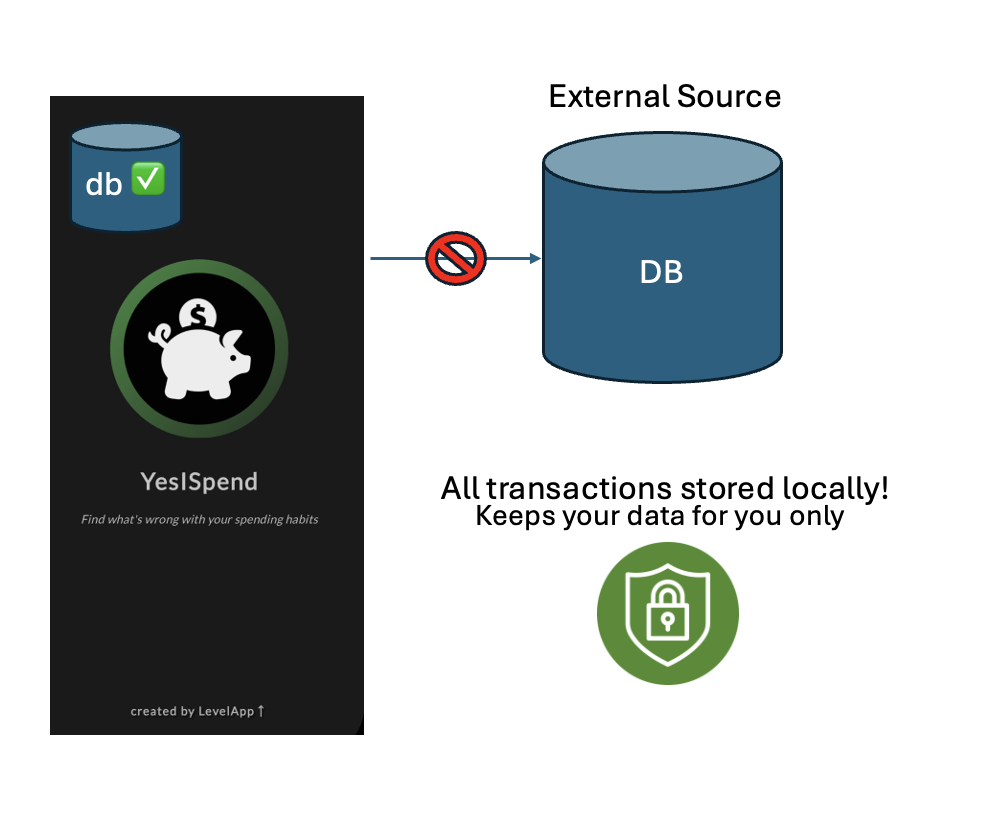 External Source
db ✅
DB
$
YesISpend
Find what's wrong with your spending habits
All transactions stored locally!
Keeps your data for you only
created by LevelApp ↑